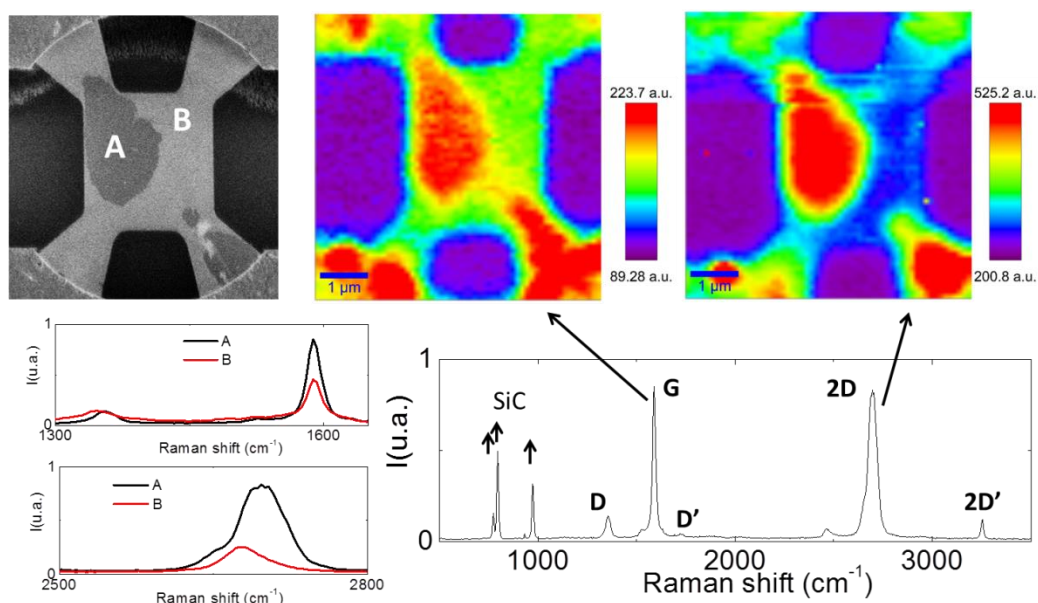 A
B
223.7 a.u.
89.28 a.u.
1 µm
525.2 a.u.
200.8 a.u.
1 µm
1
I(u.a.)
0
A
B
1300
1600
Raman shift (cm-1)
1
I(u.a.)
0
A
B
2500
2800
Raman shift (cm-1)
1
I(u.a.)
0
SiC
D
G
D’
2D
2D’
1000
2000
3000
Raman shift (cm-1)